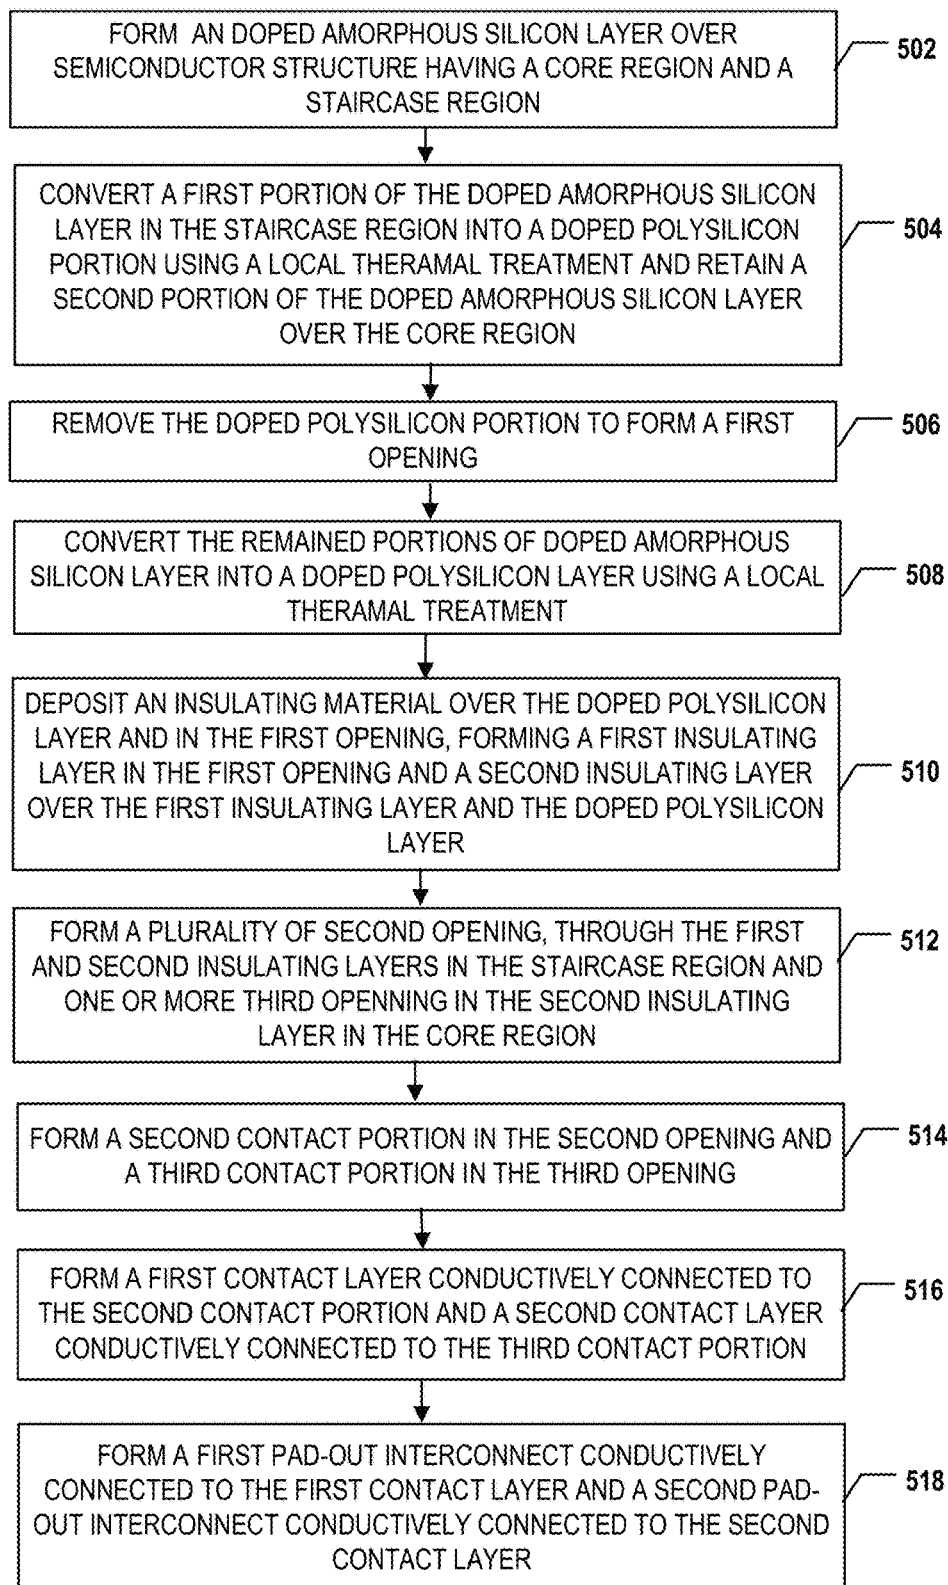 FORM AN DOPED AMORPHOUS SILICON LAYER OVER
SEMICONDUCTOR STRUCTURE HAVING A CORE REGION AND A
STAIRCASE REGION
502
CONVERT A FIRST PORTION OF THE DOPED AMORPHOUS SILICON
LAYER IN THE STAIRCASE REGION INTO A DOPED POLYSILICON
PORTION USING A LOCAL THERAMAL TREATMENT AND RETAIN A
SECOND PORTION OF THE DOPED AMORPHOUS SILICON LAYER
OVER THE CORE REGION
504
REMOVE THE DOPED POLYSILICON PORTION TO FORM A FIRST
OPENING
506
CONVERT THE REMAINED PORTIONS OF DOPED AMORPHOUS
SILICON LAYER INTO A DOPED POLYSILICON LAYER USING A LOCAL
THERAMAL TREATMENT
508
DEPOSIT AN INSULATING MATERIAL OVER THE DOPED POLYSILICON
LAYER AND IN THE FIRST OPENING, FORMING A FIRST INSULATING
LAYER IN THE FIRST OPENING AND A SECOND INSULATING LAYER
OVER THE FIRST INSULATING LAYER AND THE DOPED POLYSILICON
LAYER
510
FORM A PLURALITY OF SECOND OPENING, THROUGH THE FIRST
AND SECOND INSULATING LAYERS IN THE STAIRCASE REGION AND
ONE OR MORE THIRD OPENNING IN THE SECOND INSULATING
LAYER IN THE CORE REGION
512
FORM A SECOND CONTACT PORTION IN THE SECOND OPENING AND
A THIRD CONTACT PORTION IN THE THIRD OPENING
514
FORM A FIRST CONTACT LAYER CONDUCTIVELY CONNECTED TO
THE SECOND CONTACT PORTION AND A SECOND CONTACT LAYER
CONDUCTIVELY CONNECTED TO THE THIRD CONTACT PORTION
516
FORM A FIRST PAD-OUT INTERCONNECT CONDUCTIVELY
CONNECTED TO THE FIRST CONTACT LAYER AND A SECOND PAD-
OUT INTERCONNECT CONDUCTIVELY CONNECTED TO THE SECOND
CONTACT LAYER
518